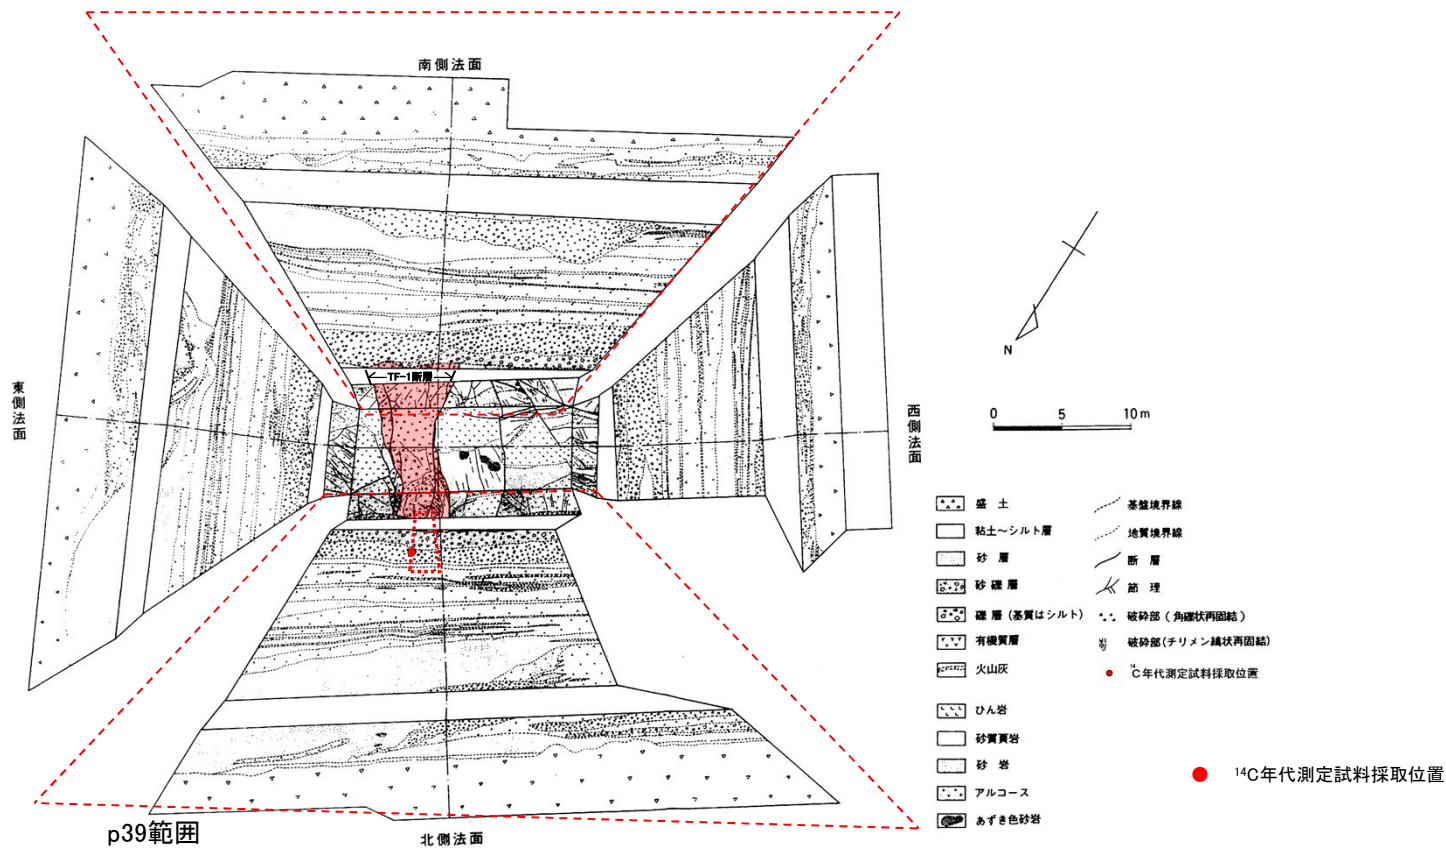 南側法面
東側法面
TF-1断層
西側法面
N
0 5 10m
盛土
粘土～シルト層
砂層
砂礫層
礫層(基質はシルト)
有機質層
火山灰
ひん岩
砂質頁岩
砂岩
アルコース
あずき色砂岩
基盤境界線
地質境界線
断層
節理
破砕部(角礫状再固結)
破砕部(チリメン縞状再固結)
¹⁴C年代測定試料採取位置
¹⁴C年代測定試料採取位置
p39範囲
北側法面